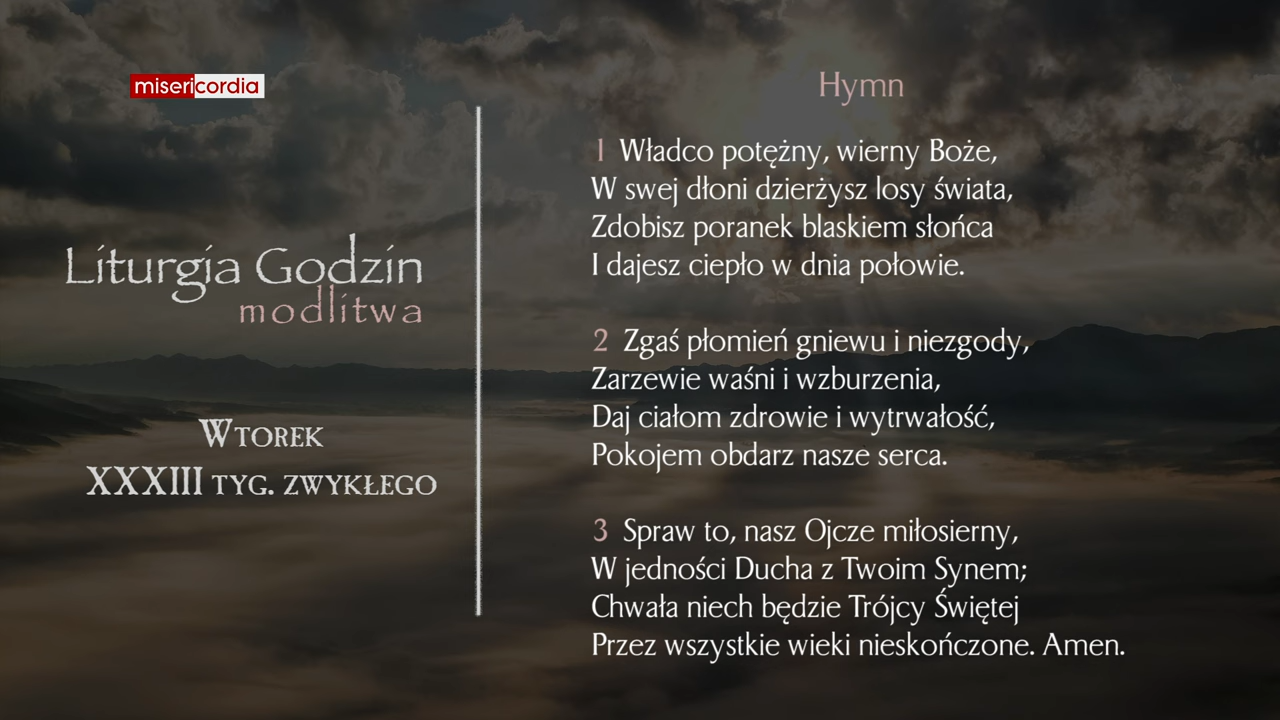 misericordia
Liturgia Godzin
modlitwa
Wtorek
XXXIII tyg. zwykłego
Hymn
1 Władco potężny, wierny Boże,
W swej dłoni dzierżysz losy świata,
Zdobisz poranek blaskiem słońca
I dajesz ciepło w dnia połowie.
2 Zgaś płomień gniewu i niezgody,
Zarzewie waśni i wzburzenia,
Daj ciałom zdrowie i wytrwałość,
Pokojem obdarz nasze serca.
3 Spraw to, nasz Ojcze miłosierny,
W jedności Ducha z Twoim Synem;
Chwała niech będzie Trójcy Świętej
Przez wszystkie wieki nieskończone. Amen.